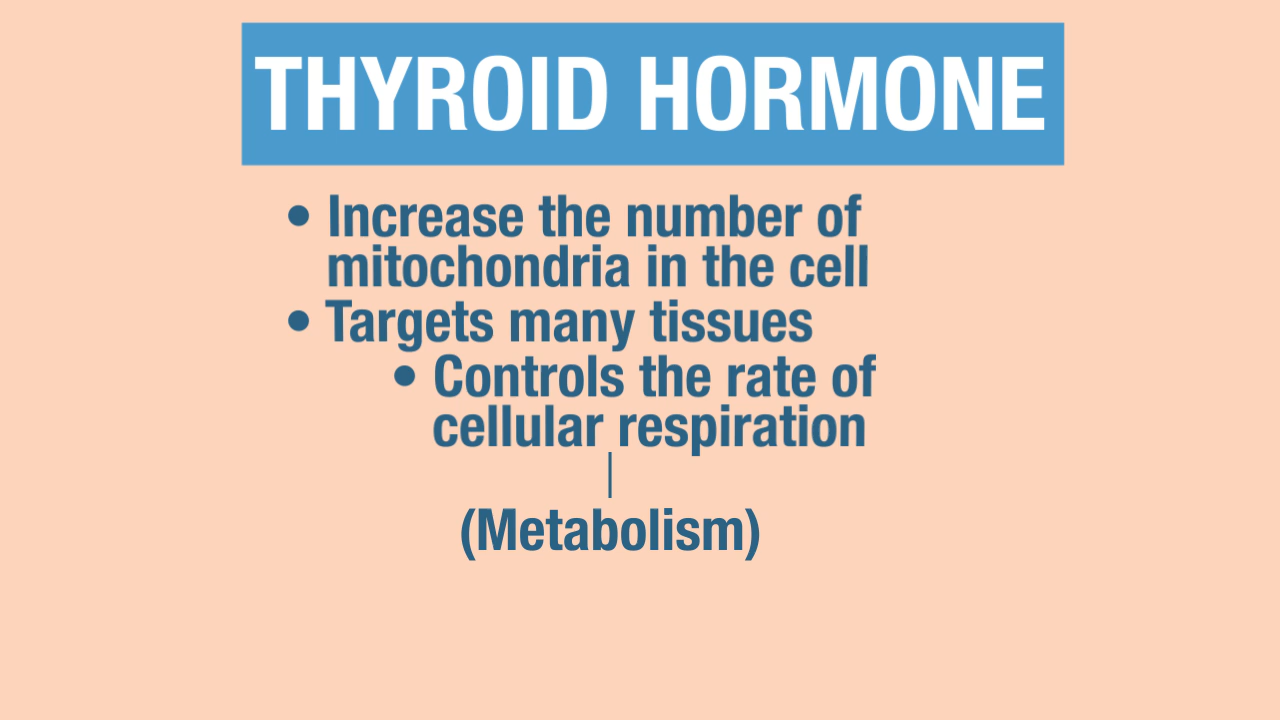 THYROID HORMONE
• Increase the number of
mitochondria in the cell
• Targets many tissues
• Controls the rate of
cellular respiration
(Metabolism)